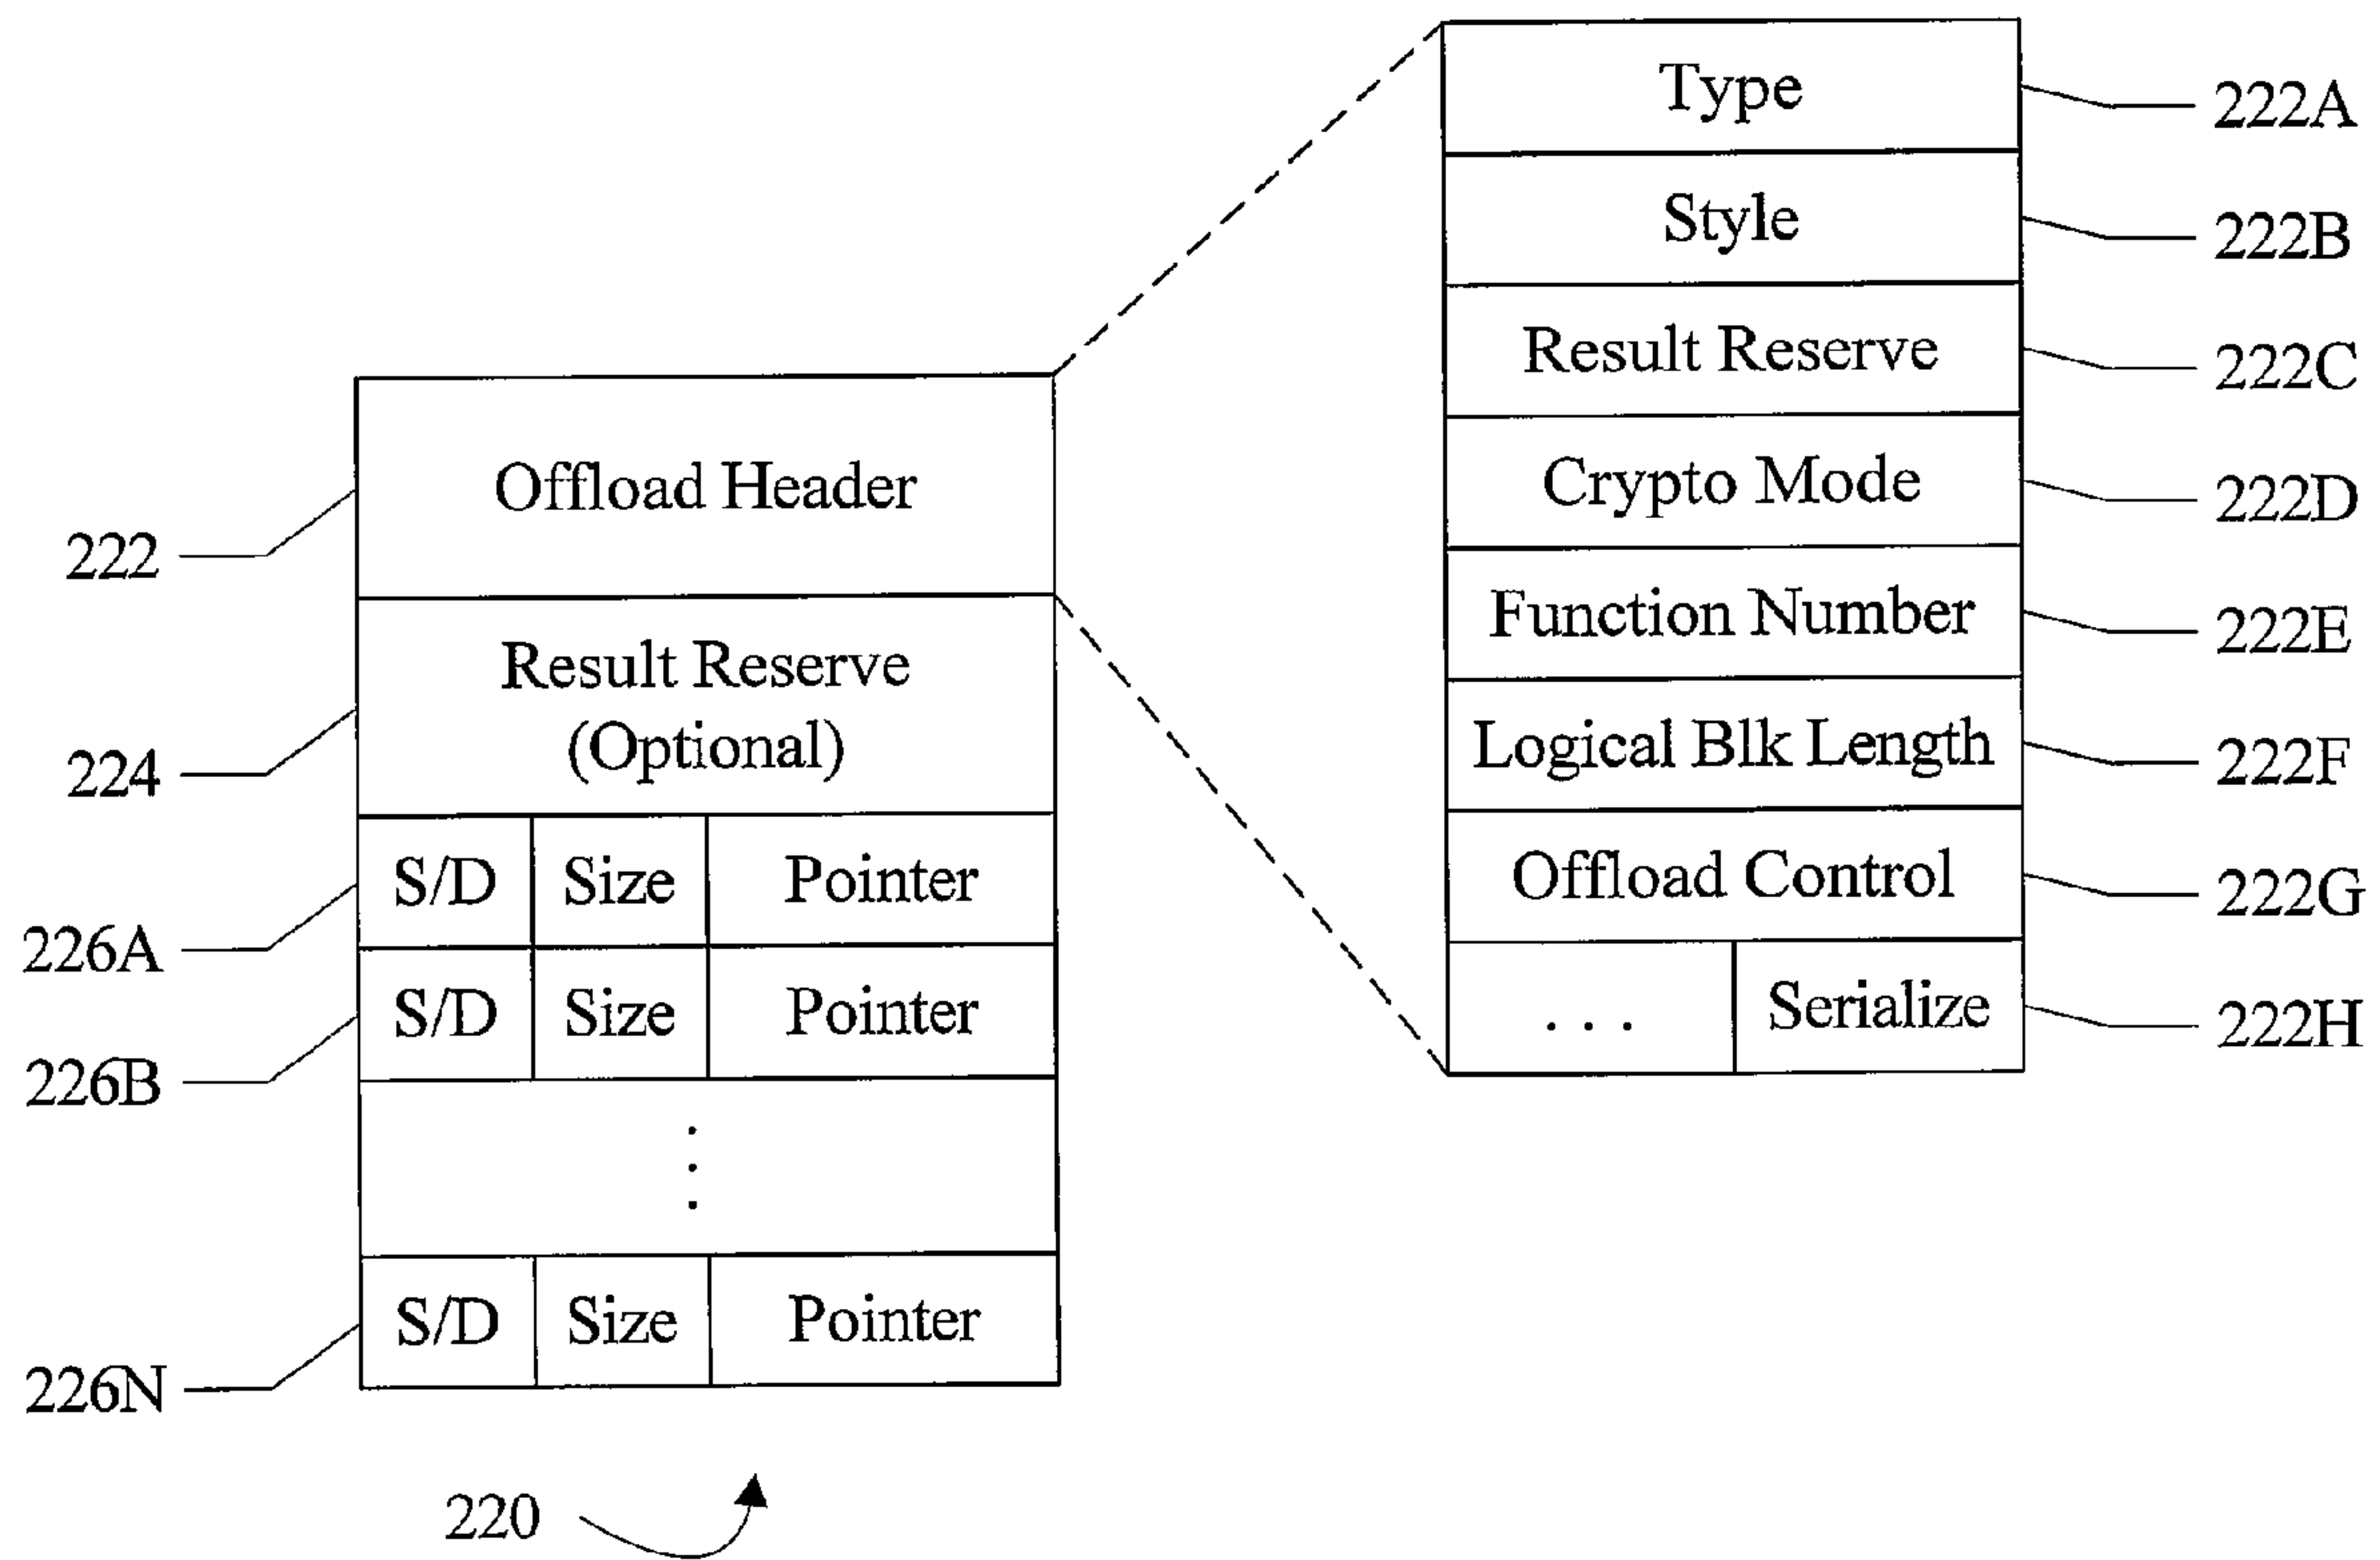 Offload Header
222
Result Reserve
(Optional)
224
S/D Size Pointer
226A
S/D Size Pointer
226B
⋮
S/D Size Pointer
226N
220
Type 222A
Style 222B
Result Reserve 222C
Crypto Mode 222D
Function Number 222E
Logical Blk Length 222F
Offload Control 222G
. . . Serialize 222H